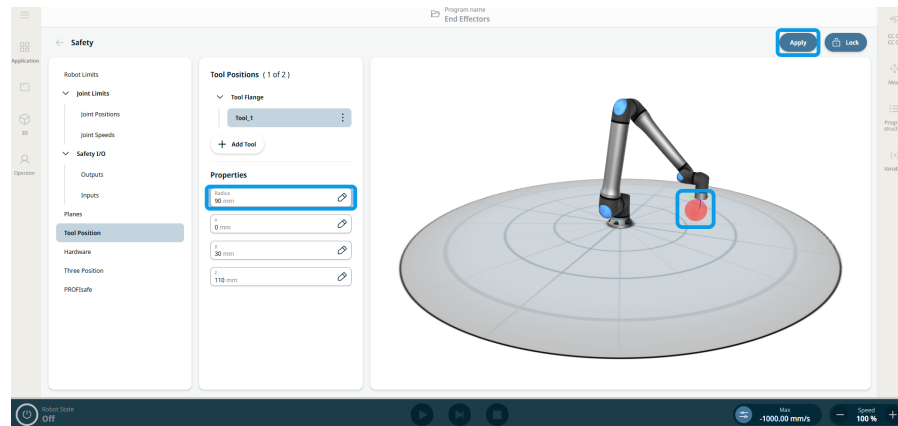 Program name
End Effectors
Safety
Apply
Lock
Application
3D
Operator
Robot Limits
Joint Limits
Joint Positions
Joint Speeds
Safety I/O
Outputs
Inputs
Planes
Tool Position
Hardware
Three Position
PROFIsafe
Tool Positions ( 1 of 2 )
Tool Flange
Tool_1
+ Add Tool
Properties
Radius
90 mm
x
0 mm
y
30 mm
z
110 mm
Robot State
Off
Max
-1000.00 mm/s
Speed
100 %